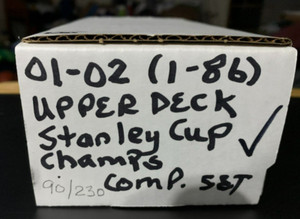 01-02 (1-86)
UPPER DECK
Stanley Cup ✓
Champs
90/230 Comp. SET